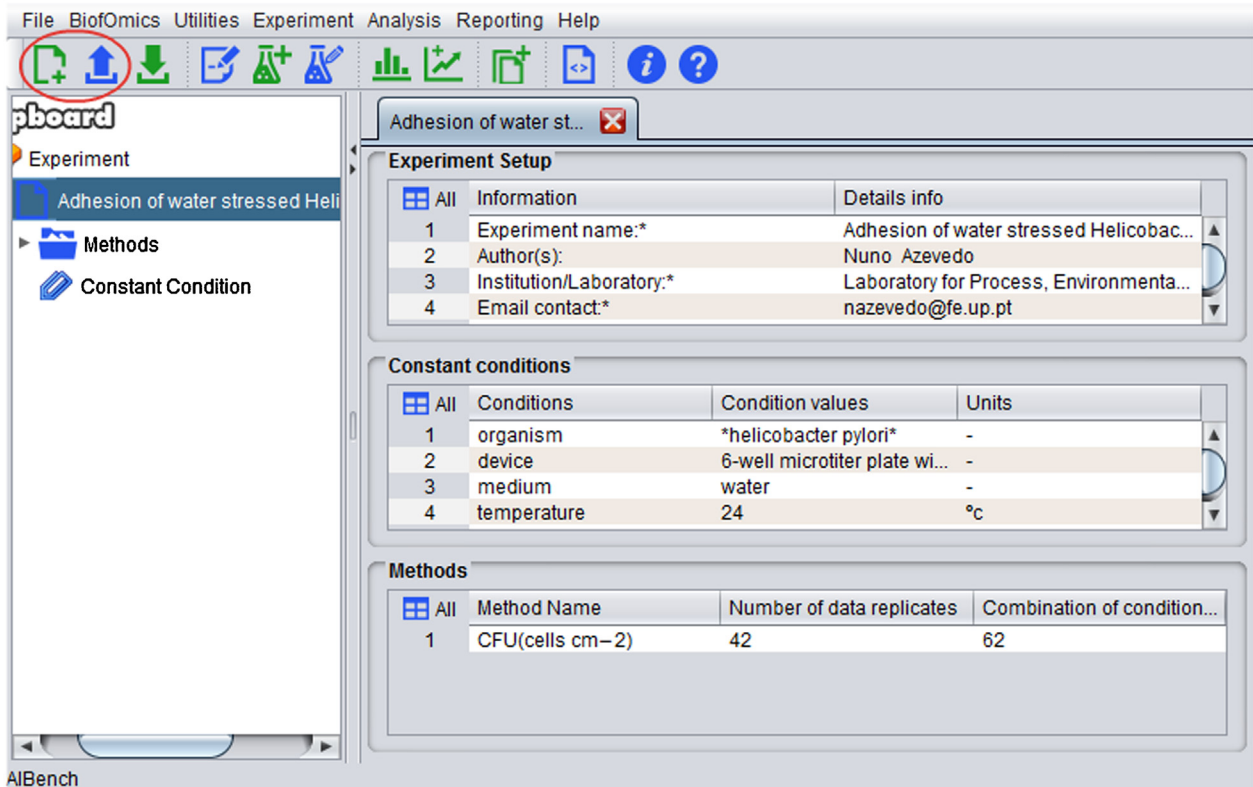 File BiofOmics Utilities Experiment Analysis Reporting Help
pboard
Experiment
Adhesion of water stressed Heli
Methods
Constant Condition
Adhesion of water st...
Experiment Setup
All Information Details info
1 Experiment name:* Adhesion of water stressed Helicobac...
2 Author(s): Nuno Azevedo
3 Institution/Laboratory:* Laboratory for Process, Environmenta...
4 Email contact:* nazevedo@fe.up.pt
Constant conditions
All Conditions Condition values Units
1 organism *helicobacter pylori* -
2 device 6-well microtiter plate wi... -
3 medium water -
4 temperature 24 ºc
Methods
All Method Name Number of data replicates Combination of condition...
1 CFU(cells cm−2) 42 62
AIBench